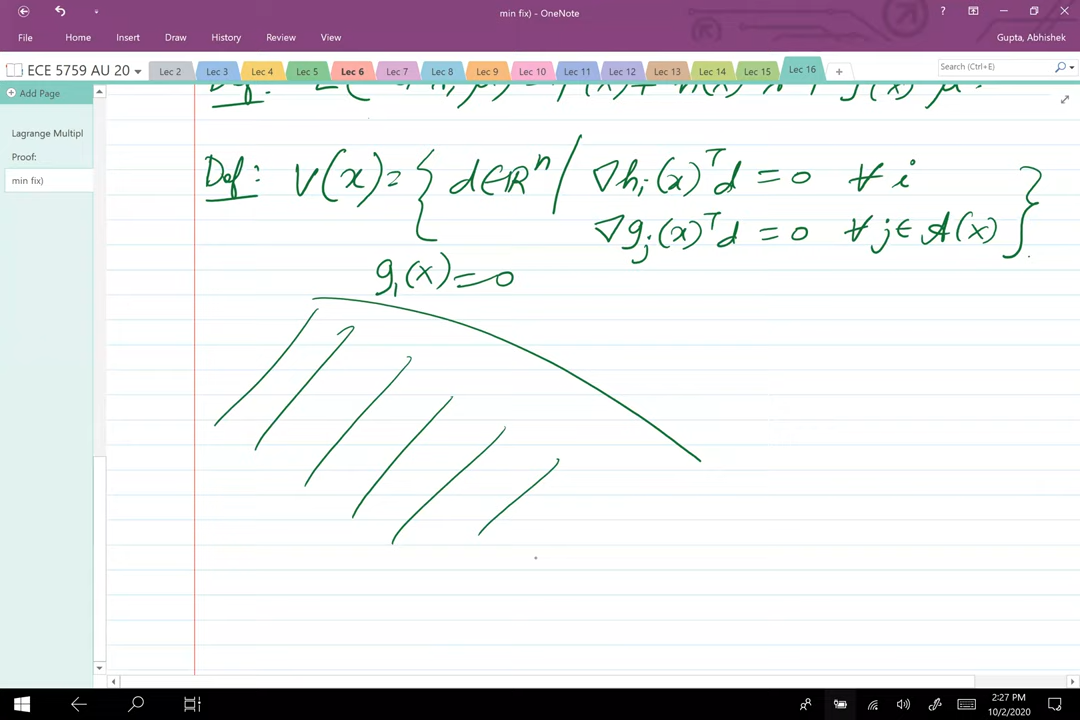 min fix) - OneNote
File Home Insert Draw History Review View Gupta, Abhishek
ECE 5759 AU 20 Lec 2 Lec 3 Lec 4 Lec 5 Lec 6 Lec 7 Lec 8 Lec 9 Lec 10 Lec 11 Lec 12 Lec 13 Lec 14 Lec 15 Lec 16 Search (Ctrl+E)
Add Page
Lagrange Multipl
Proof:
min fix)
Def: V(x) = { d ∈ ℝⁿ / ∇hᵢ(x)ᵀd = 0 ∀ i
∇gⱼ(x)ᵀd = 0 ∀ j ∈ A(x) }
g₁(x) = 0
2:27 PM
10/2/2020